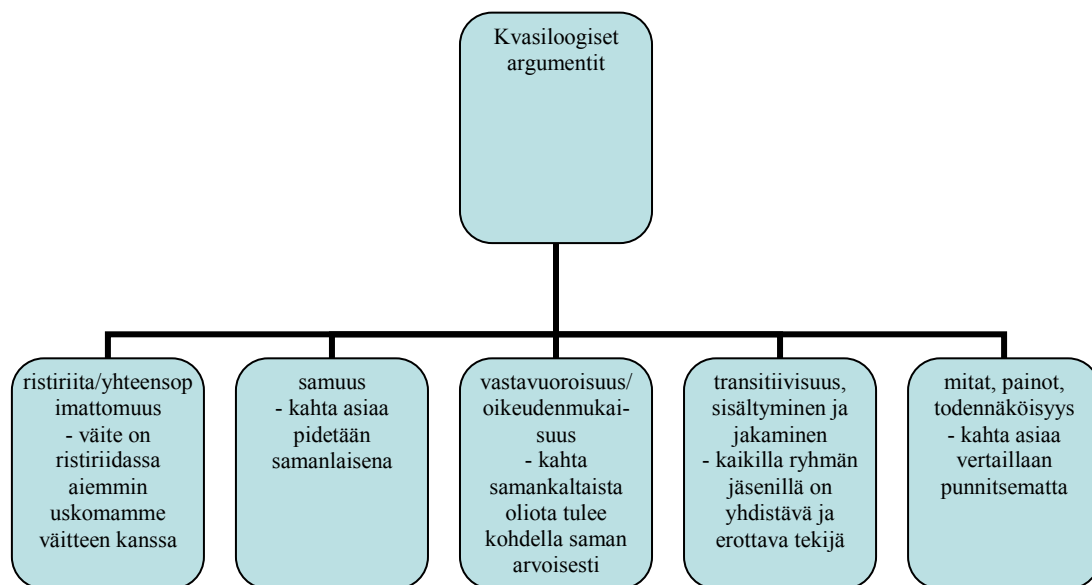 Kvasiloogiset
argumentit
ristiriita/yhteensop
imattomuus
- väite on
ristiriidassa
aiemmin
uskomamme
väitteen kanssa
samuus
- kahta asiaa
pidetään
samanlaisena
vastavuoroisuus/
oikeudenmukai-
suus
- kahta
samankaltaista
oliota tulee
kohdella saman
arvoisesti
transitiivisuus,
sisältyminen ja
jakaminen
- kaikilla ryhmän
jäsenillä on
yhdistävä ja
erottava tekijä
mitat, painot,
todennäköisyys
- kahta asiaa
vertaillaan
punnitsematta